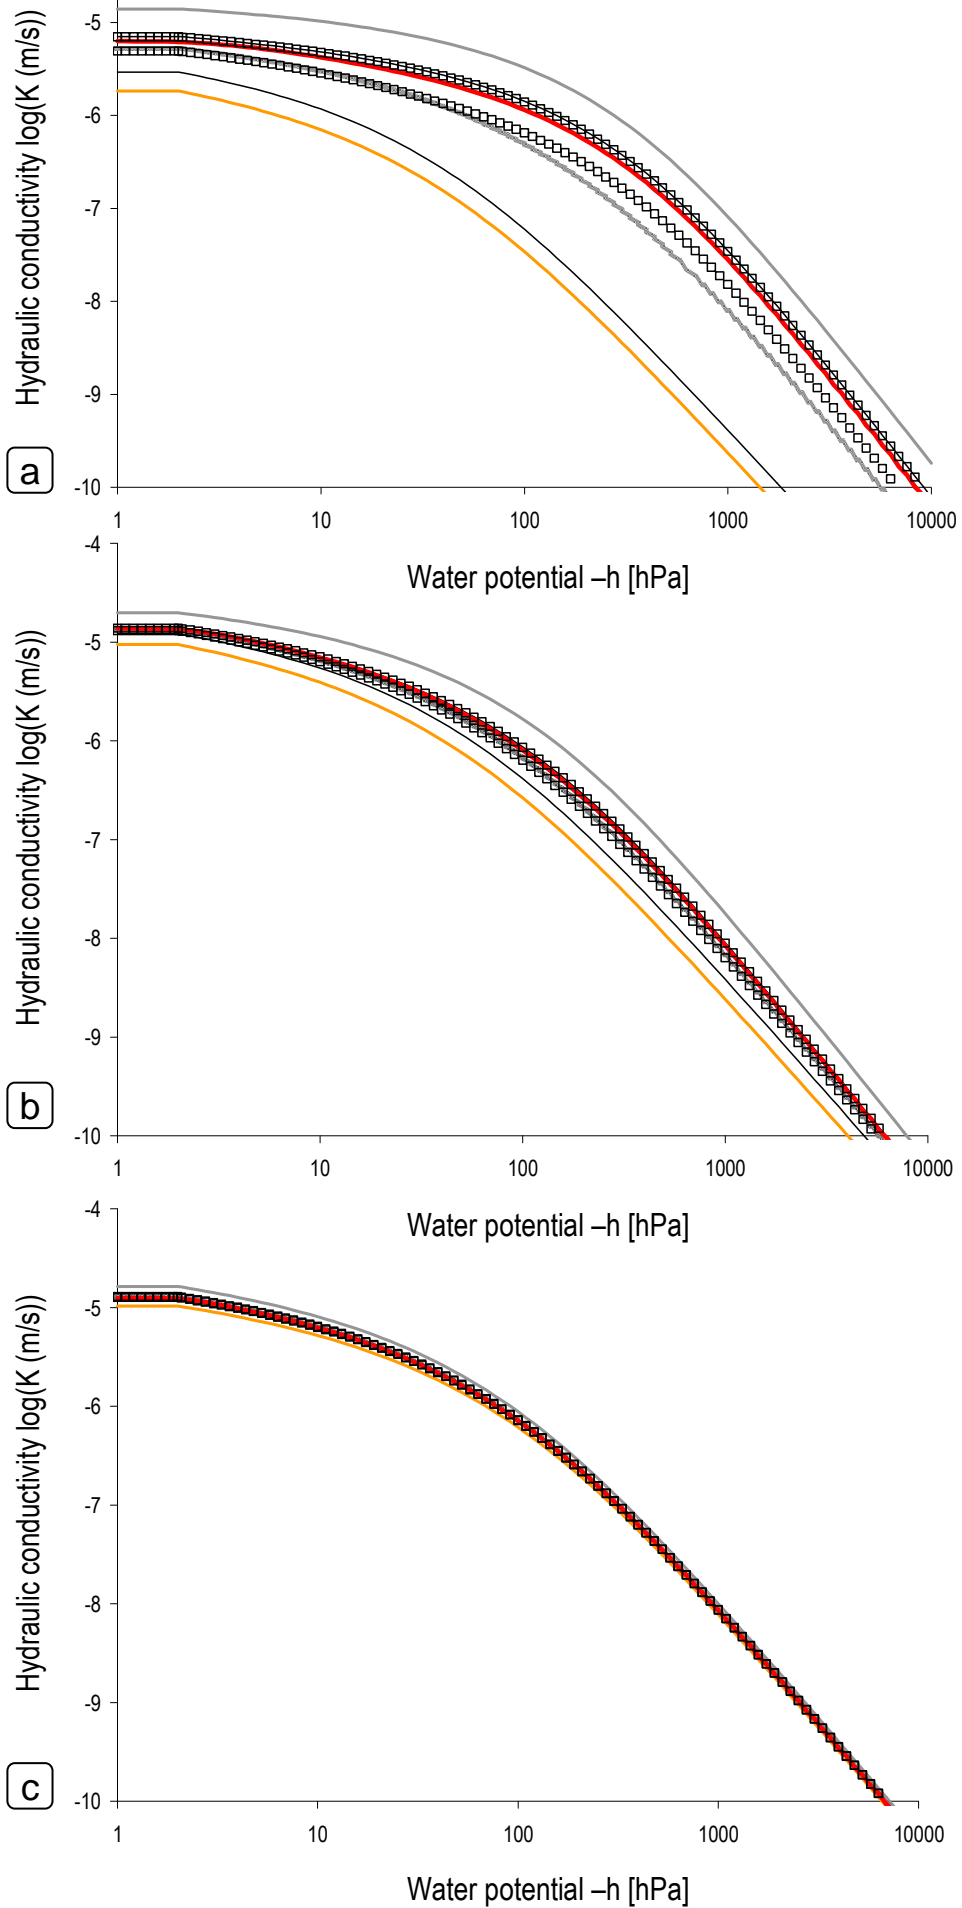 Hydraulic conductivity log(K (m/s))
-5
-6
-7
-8
-9
-10
a
1 10 100 1000 10000
Water potential –h [hPa]
Hydraulic conductivity log(K (m/s))
-4
-5
-6
-7
-8
-9
-10
b
1 10 100 1000 10000
Water potential –h [hPa]
Hydraulic conductivity log(K (m/s))
-4
-5
-6
-7
-8
-9
-10
c
1 10 100 1000 10000
Water potential –h [hPa]